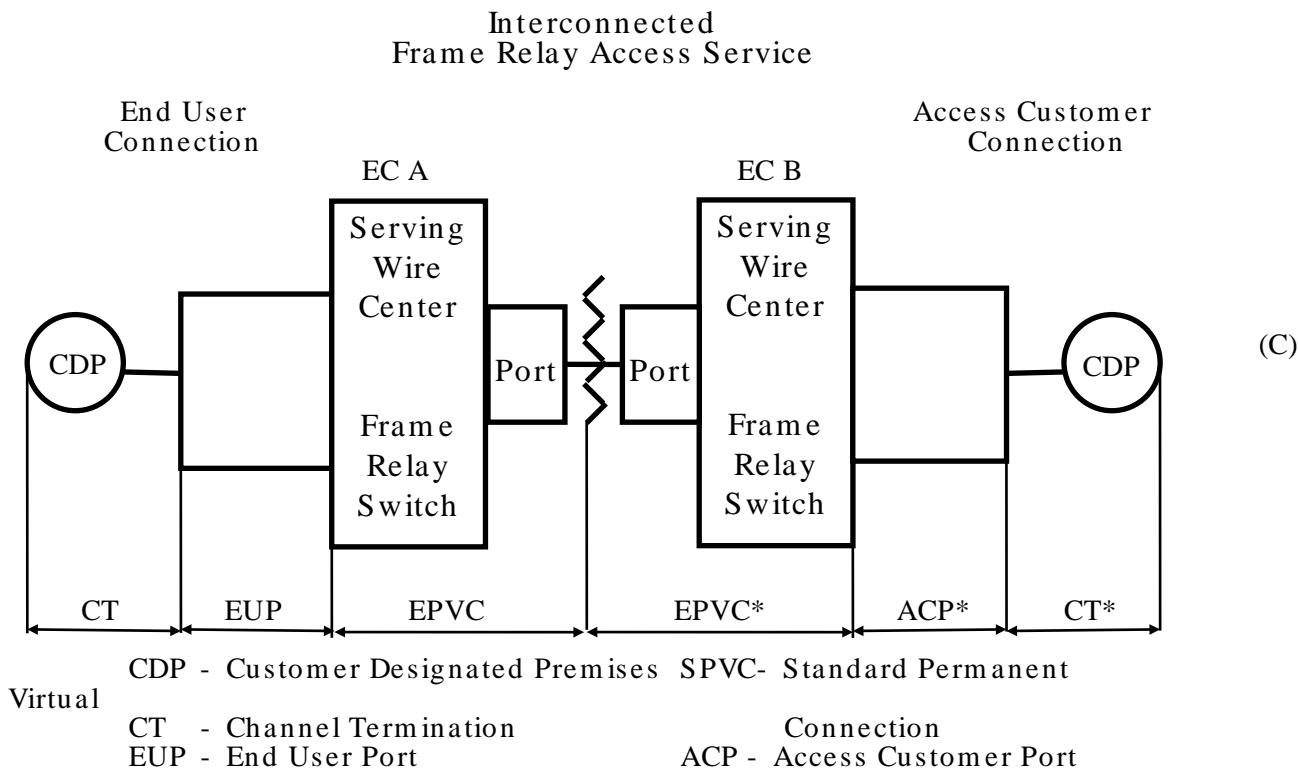 Interconnected
Frame Relay Access Service
End User
Connection
Access Customer
Connection
EC A
EC B
Serving
Wire
Center
Frame
Relay
Switch
Serving
Wire
Center
Frame
Relay
Switch
CDP
Port
Port
CDP
(C)
CT
EUP
EPVC
EPVC*
ACP*
CT*
CDP - Customer Designated Premises SPVC- Standard Permanent
Virtual
CT - Channel Termination Connection
EUP - End User Port ACP - Access Customer Port